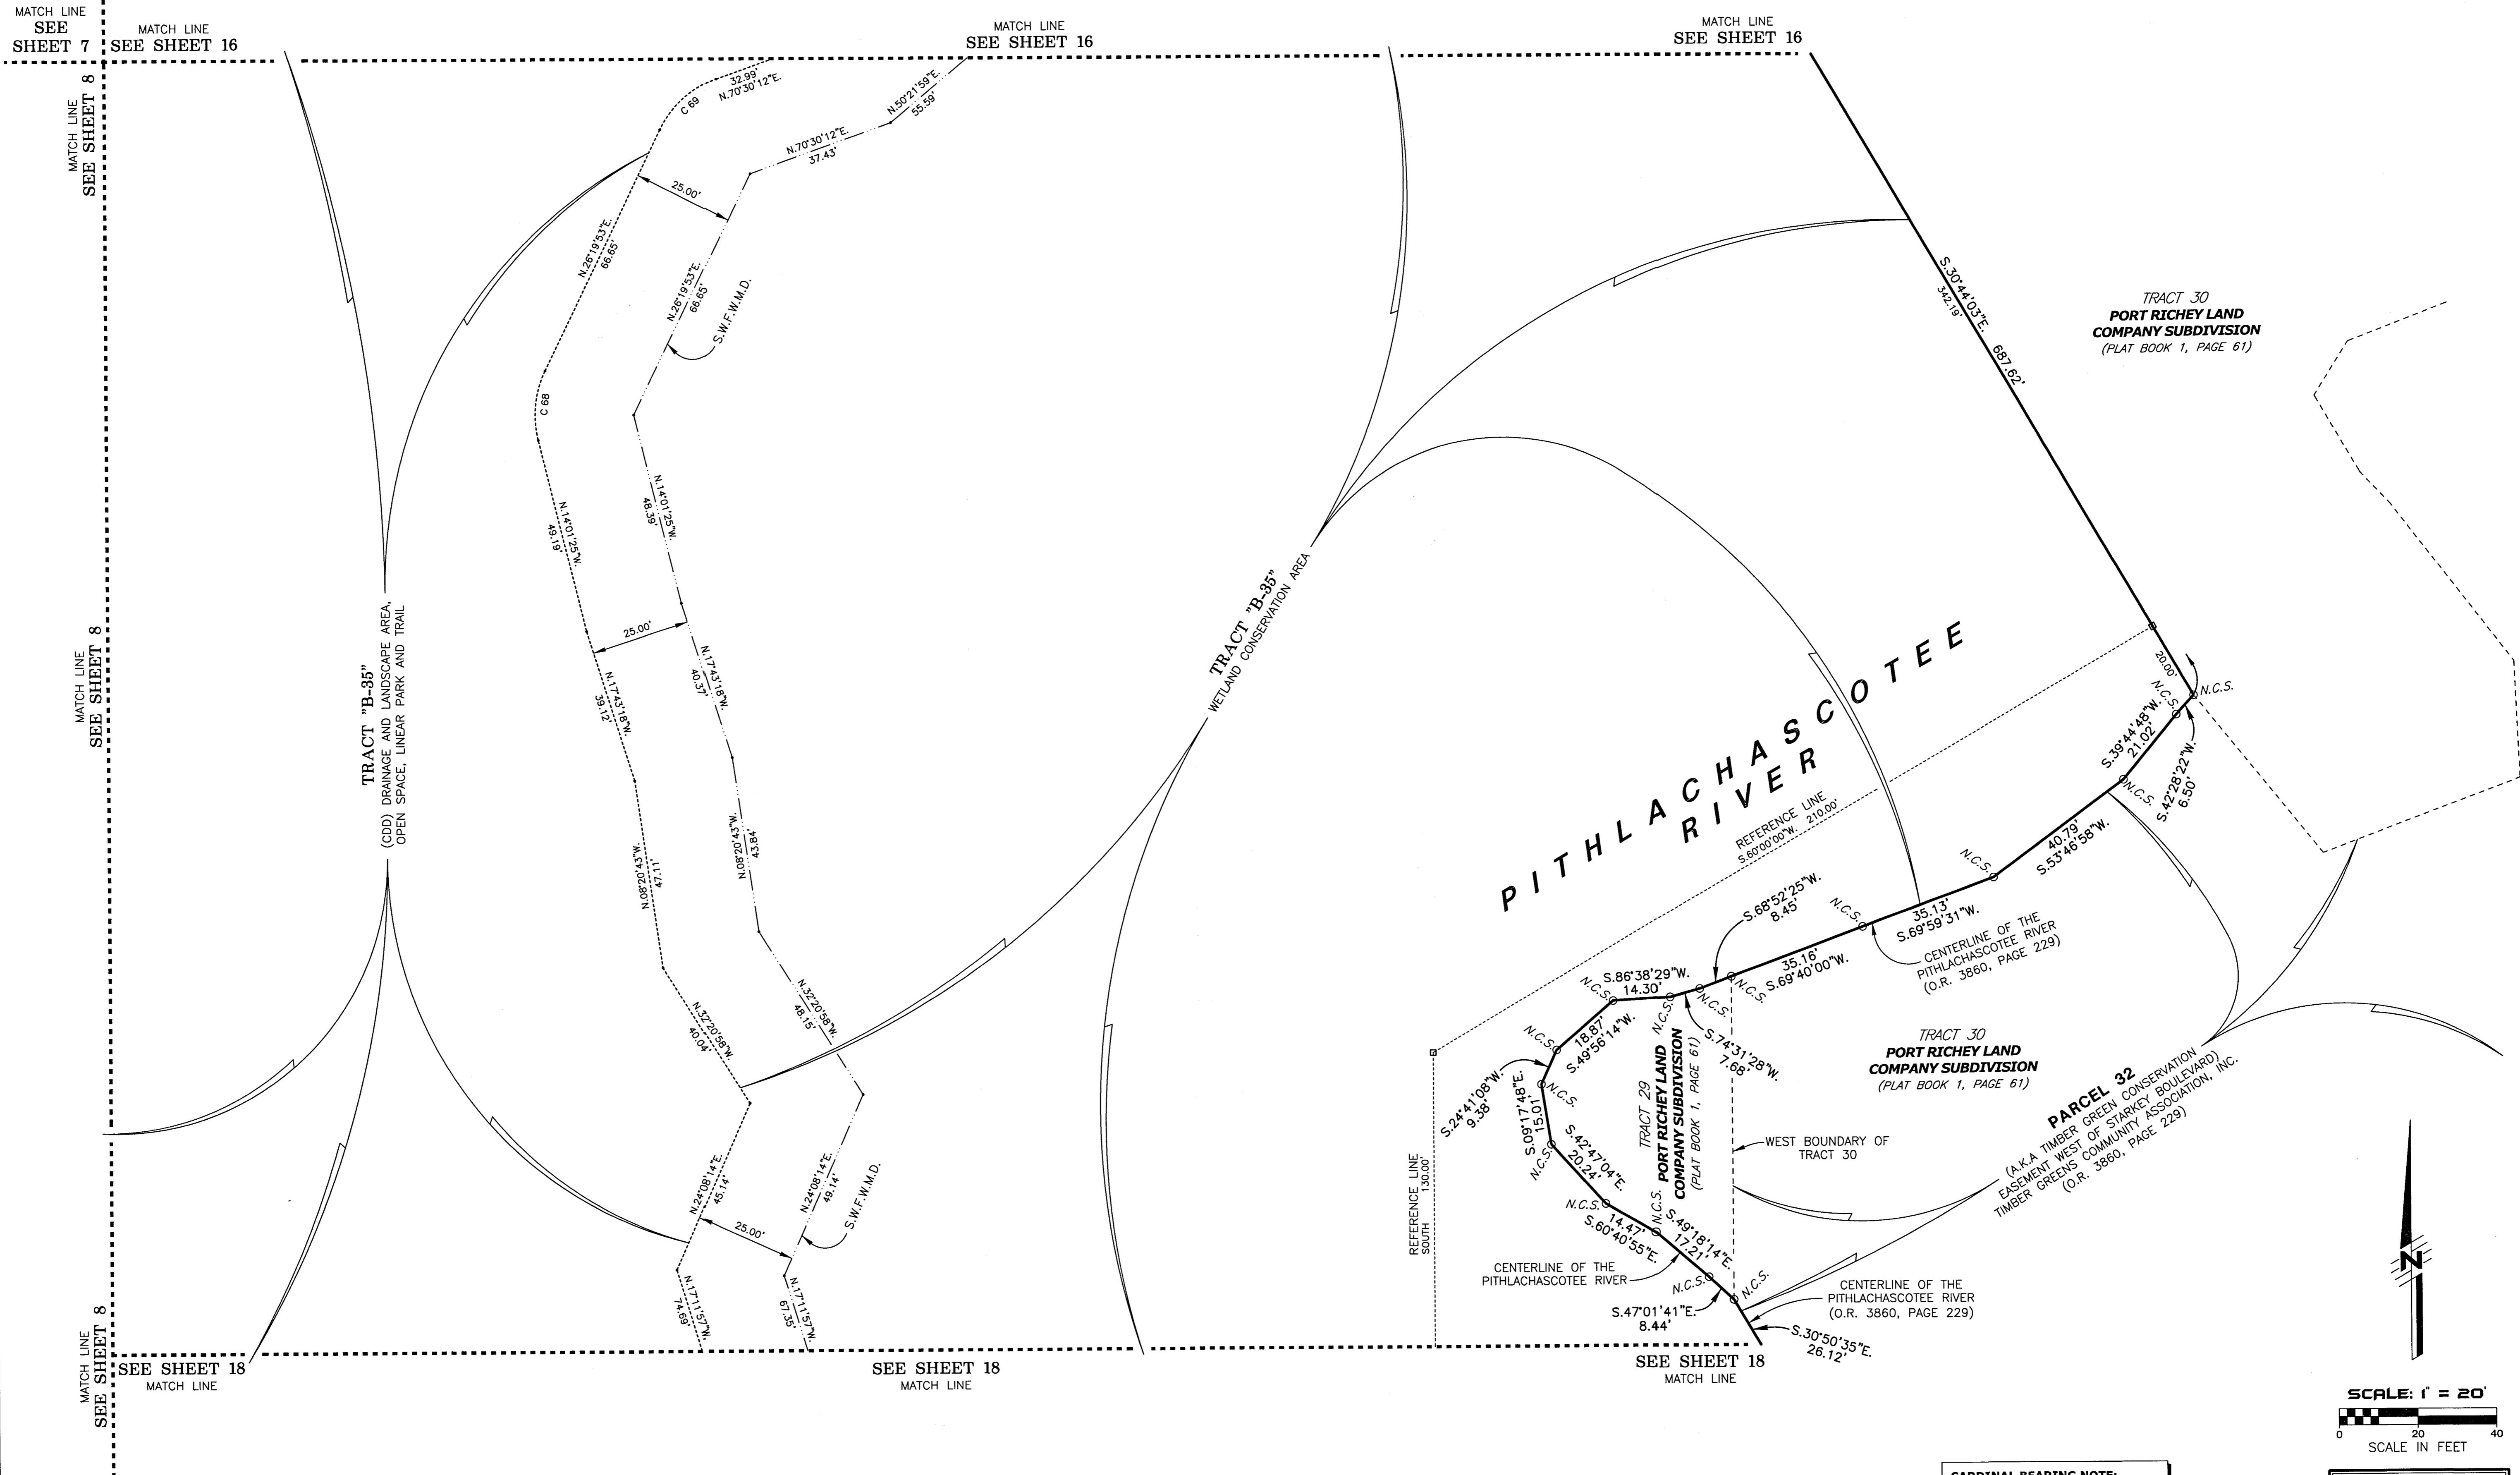 MATCH LINE
SEE
SHEET 7
MATCH LINE
SEE SHEET 16
MATCH LINE
SEE SHEET 16
MATCH LINE
SEE SHEET 16
MATCH LINE
SEE SHEET 8
32.99'
N.70°30'12"E.
C 69
N.50°21'59"E.
55.59'
N.70°30'12"E.
37.43'
25.00'
N.26°19'53"E.
66.65'
N.26°19'53"E.
66.65'
S.W.F.W.M.D.
C 68
N.14°01'25"W.
49.19'
N.14°01'25"W.
48.39'
25.00'
N.17°43'18"W.
39.12'
N.17°43'18"W.
40.37'
MATCH LINE
SEE SHEET 8
TRACT "B-35"
(CDD) DRAINAGE AND LANDSCAPE AREA,
OPEN SPACE, LINEAR PARK AND TRAIL
N.08°20'43"W.
47.11'
N.08°20'43"W.
43.84'
N.32°20'58"W.
40.04'
N.32°20'58"W.
48.15'
N.24°08'14"E.
45.14'
N.24°08'14"E.
49.14'
S.W.F.W.M.D.
25.00'
N.17°11'57"W.
74.69'
N.17°11'57"W.
67.35'
TRACT "B-35"
WETLAND CONSERVATION AREA
S.30°44'03"E. 687.62'
342.19'
TRACT 30
PORT RICHEY LAND
COMPANY SUBDIVISION
(PLAT BOOK 1, PAGE 61)
PITHLACHASCOTEE
RIVER
REFERENCE LINE
S.60°00'00"W. 210.00'
20.00'
N.C.S.
N.C.S.
S.39°44'48"W.
21.02'
S.42°28'22"W.
6.50'
N.C.S.
40.79'
S.53°46'58"W.
N.C.S.
35.13'
S.69°59'31"W.
N.C.S.
S.68°52'25"W.
8.45'
CENTERLINE OF THE
PITHLACHASCOTEE RIVER
(O.R. 3860, PAGE 229)
35.16'
S.69°40'00"W.
N.C.S.
N.C.S.
S.86°38'29"W.
14.30'
N.C.S.
N.C.S.
S.74°31'28"W.
7.68'
18.87'
S.49°56'14"W.
N.C.S.
S.24°41'08"W.
9.38'
N.C.S.
S.09°17'48"E.
15.01'
N.C.S.
S.42°47'04"E.
20.24'
N.C.S.
14.47'
S.60°40'55"E.
N.C.S.
S.49°18'14"E.
17.21'
N.C.S.
S.47°01'41"E.
8.44'
N.C.S.
S.30°50'35"E.
26.12'
TRACT 29
PORT RICHEY LAND
COMPANY SUBDIVISION
(PLAT BOOK 1, PAGE 61)
TRACT 30
PORT RICHEY LAND
COMPANY SUBDIVISION
(PLAT BOOK 1, PAGE 61)
WEST BOUNDARY OF
TRACT 30
PARCEL 32
(A.K.A TIMBER GREEN CONSERVATION
EASEMENT WEST OF STARKEY BOULEVARD)
TIMBER GREENS COMMUNITY ASSOCIATION, INC.
(O.R. 3860, PAGE 229)
REFERENCE LINE
SOUTH 130.00'
CENTERLINE OF THE
PITHLACHASCOTEE RIVER
CENTERLINE OF THE
PITHLACHASCOTEE RIVER
(O.R. 3860, PAGE 229)
MATCH LINE
SEE SHEET 8
SEE SHEET 18
MATCH LINE
SEE SHEET 18
MATCH LINE
SEE SHEET 18
MATCH LINE
N
SCALE: 1" = 20'
0 20 40
SCALE IN FEET
CARDINAL BEARING NOTE: